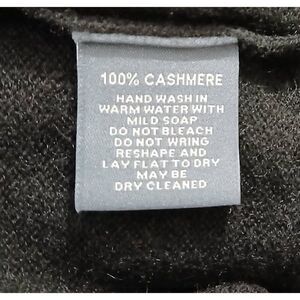 100% CASHMERE
HAND WASH IN
WARM WATER WITH
MILD SOAP
DO NOT BLEACH
DO NOT WRING
RESHAPE AND
LAY FLAT TO DRY
MAY BE
DRY CLEANED